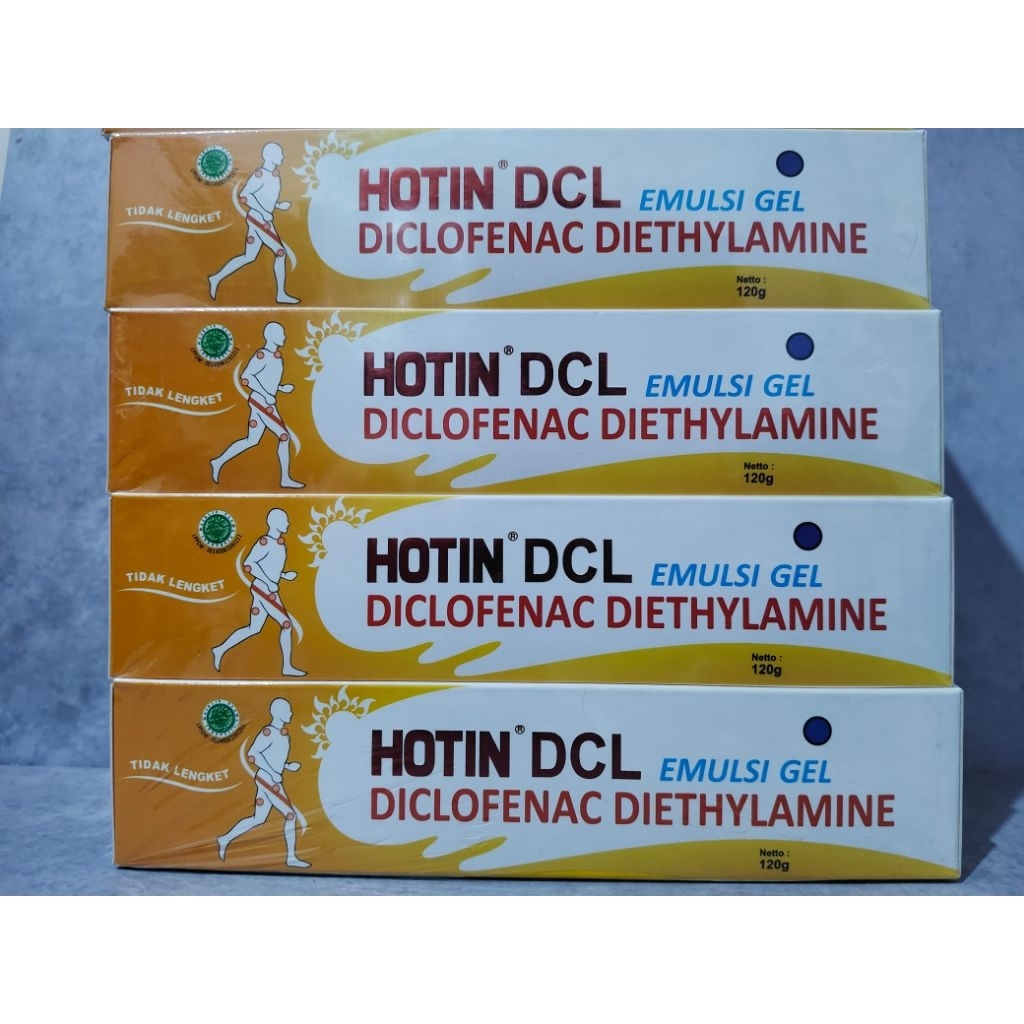 TIDAK LENGKET
HOTIN® DCL EMULSI GEL
DICLOFENAC DIETHYLAMINE
Netto :
120g
TIDAK LENGKET
HOTIN® DCL EMULSI GEL
DICLOFENAC DIETHYLAMINE
Netto :
120g
TIDAK LENGKET
HOTIN® DCL EMULSI GEL
DICLOFENAC DIETHYLAMINE
Netto :
120g
TIDAK LENGKET
HOTIN® DCL EMULSI GEL
DICLOFENAC DIETHYLAMINE
Netto :
120g